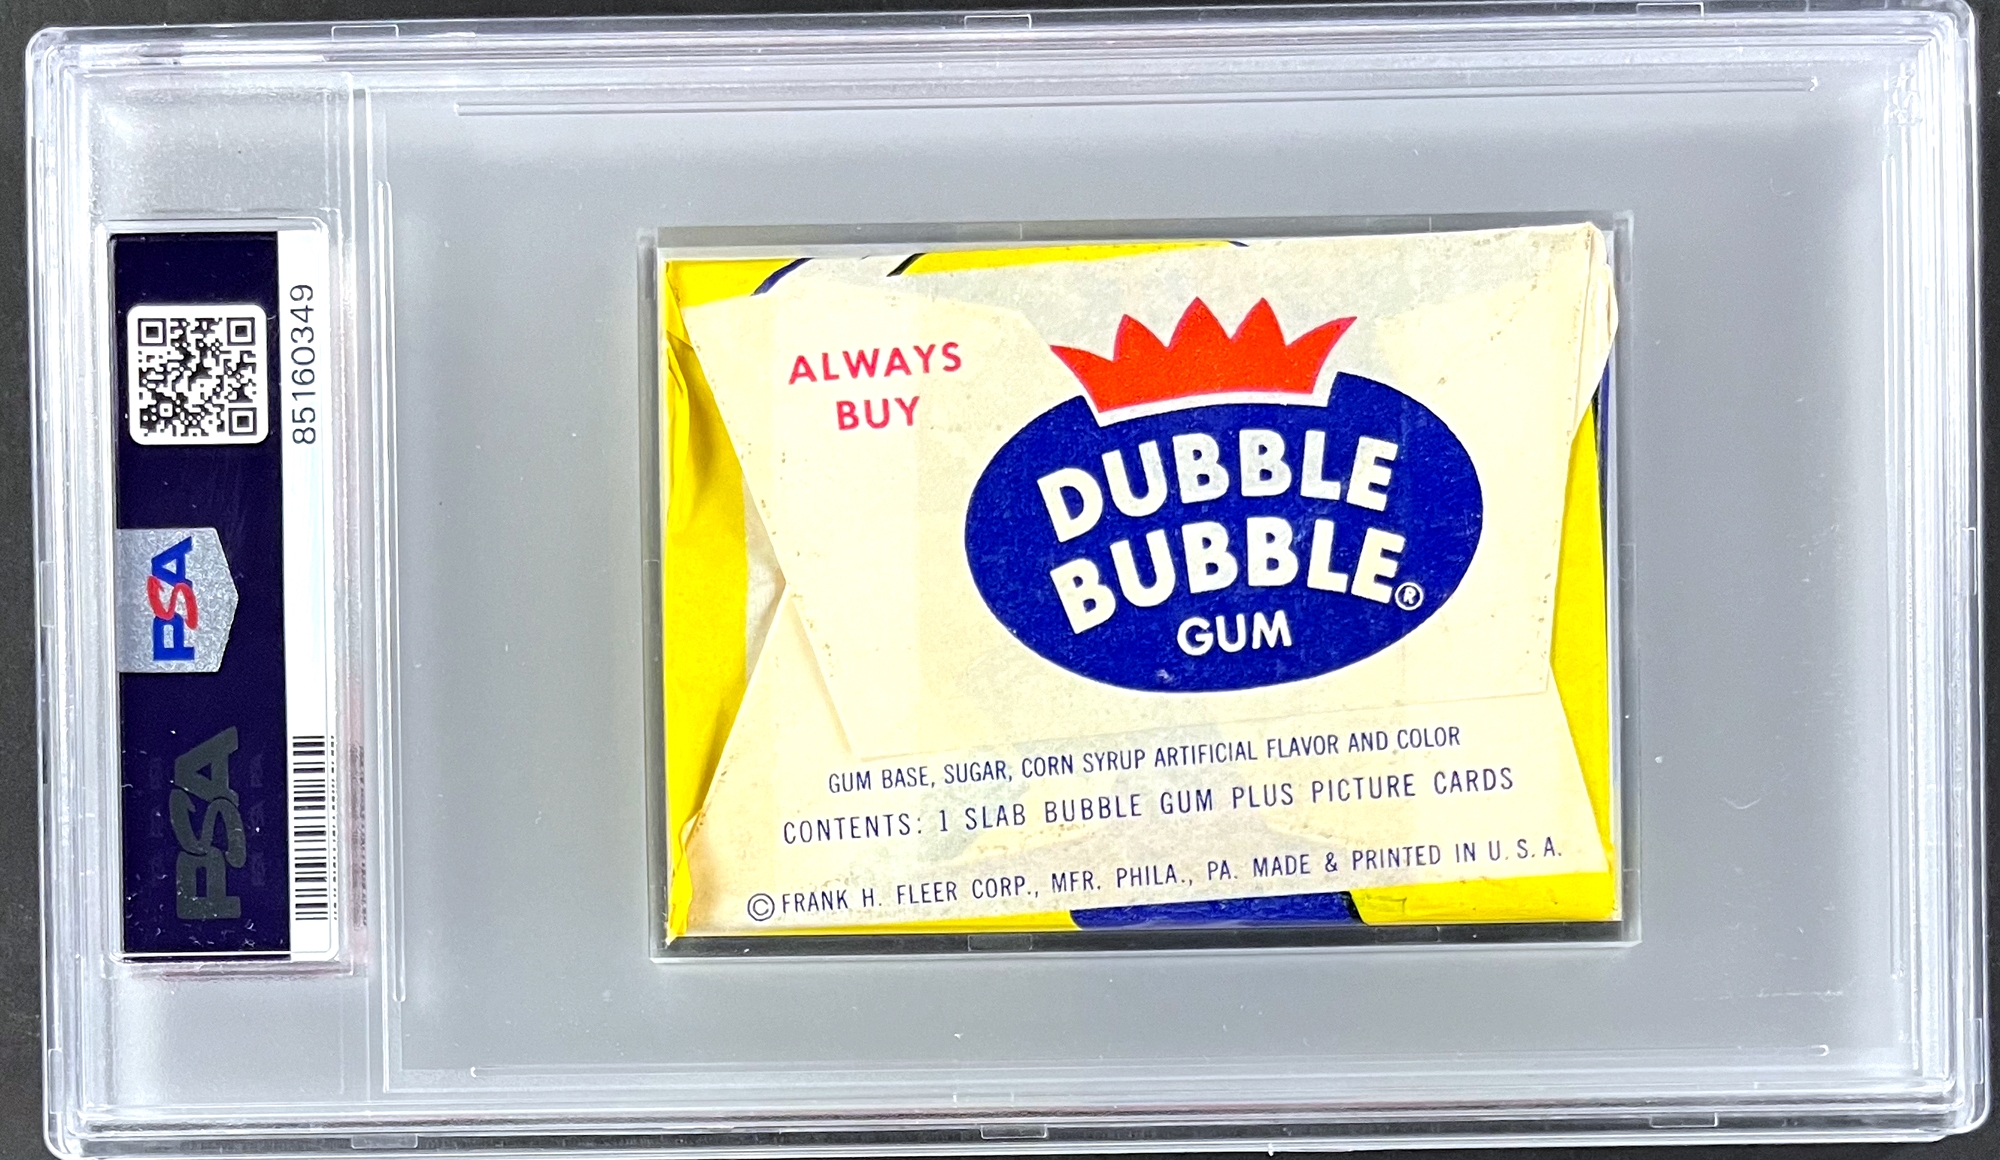 85160349
PSA
PSA
ALWAYS
BUY
DUBBLE
BUBBLE®
GUM
GUM BASE, SUGAR, CORN SYRUP ARTIFICIAL FLAVOR AND COLOR
CONTENTS: 1 SLAB BUBBLE GUM PLUS PICTURE CARDS
© FRANK H. FLEER CORP., MFR. PHILA., PA. MADE & PRINTED IN U.S.A.